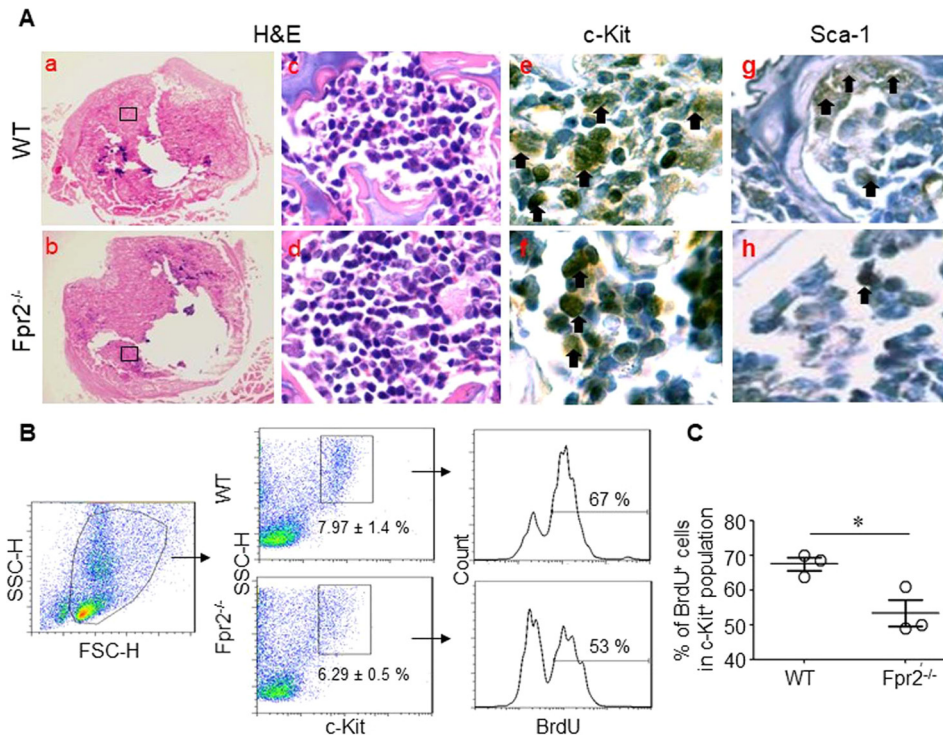 A
H&E
c-Kit
Sca-1
WT
a
c
e
g
Fpr2-/-
b
d
f
h
B
C
SSC-H
FSC-H
WT
SSC-H
7.97 ± 1.4 %
Fpr2-/-
6.29 ± 0.5 %
c-Kit
Count
67 %
53 %
BrdU
% of BrdU+ cells
in c-Kit+ population
80
70
60
50
40
*
WT
Fpr2-/-